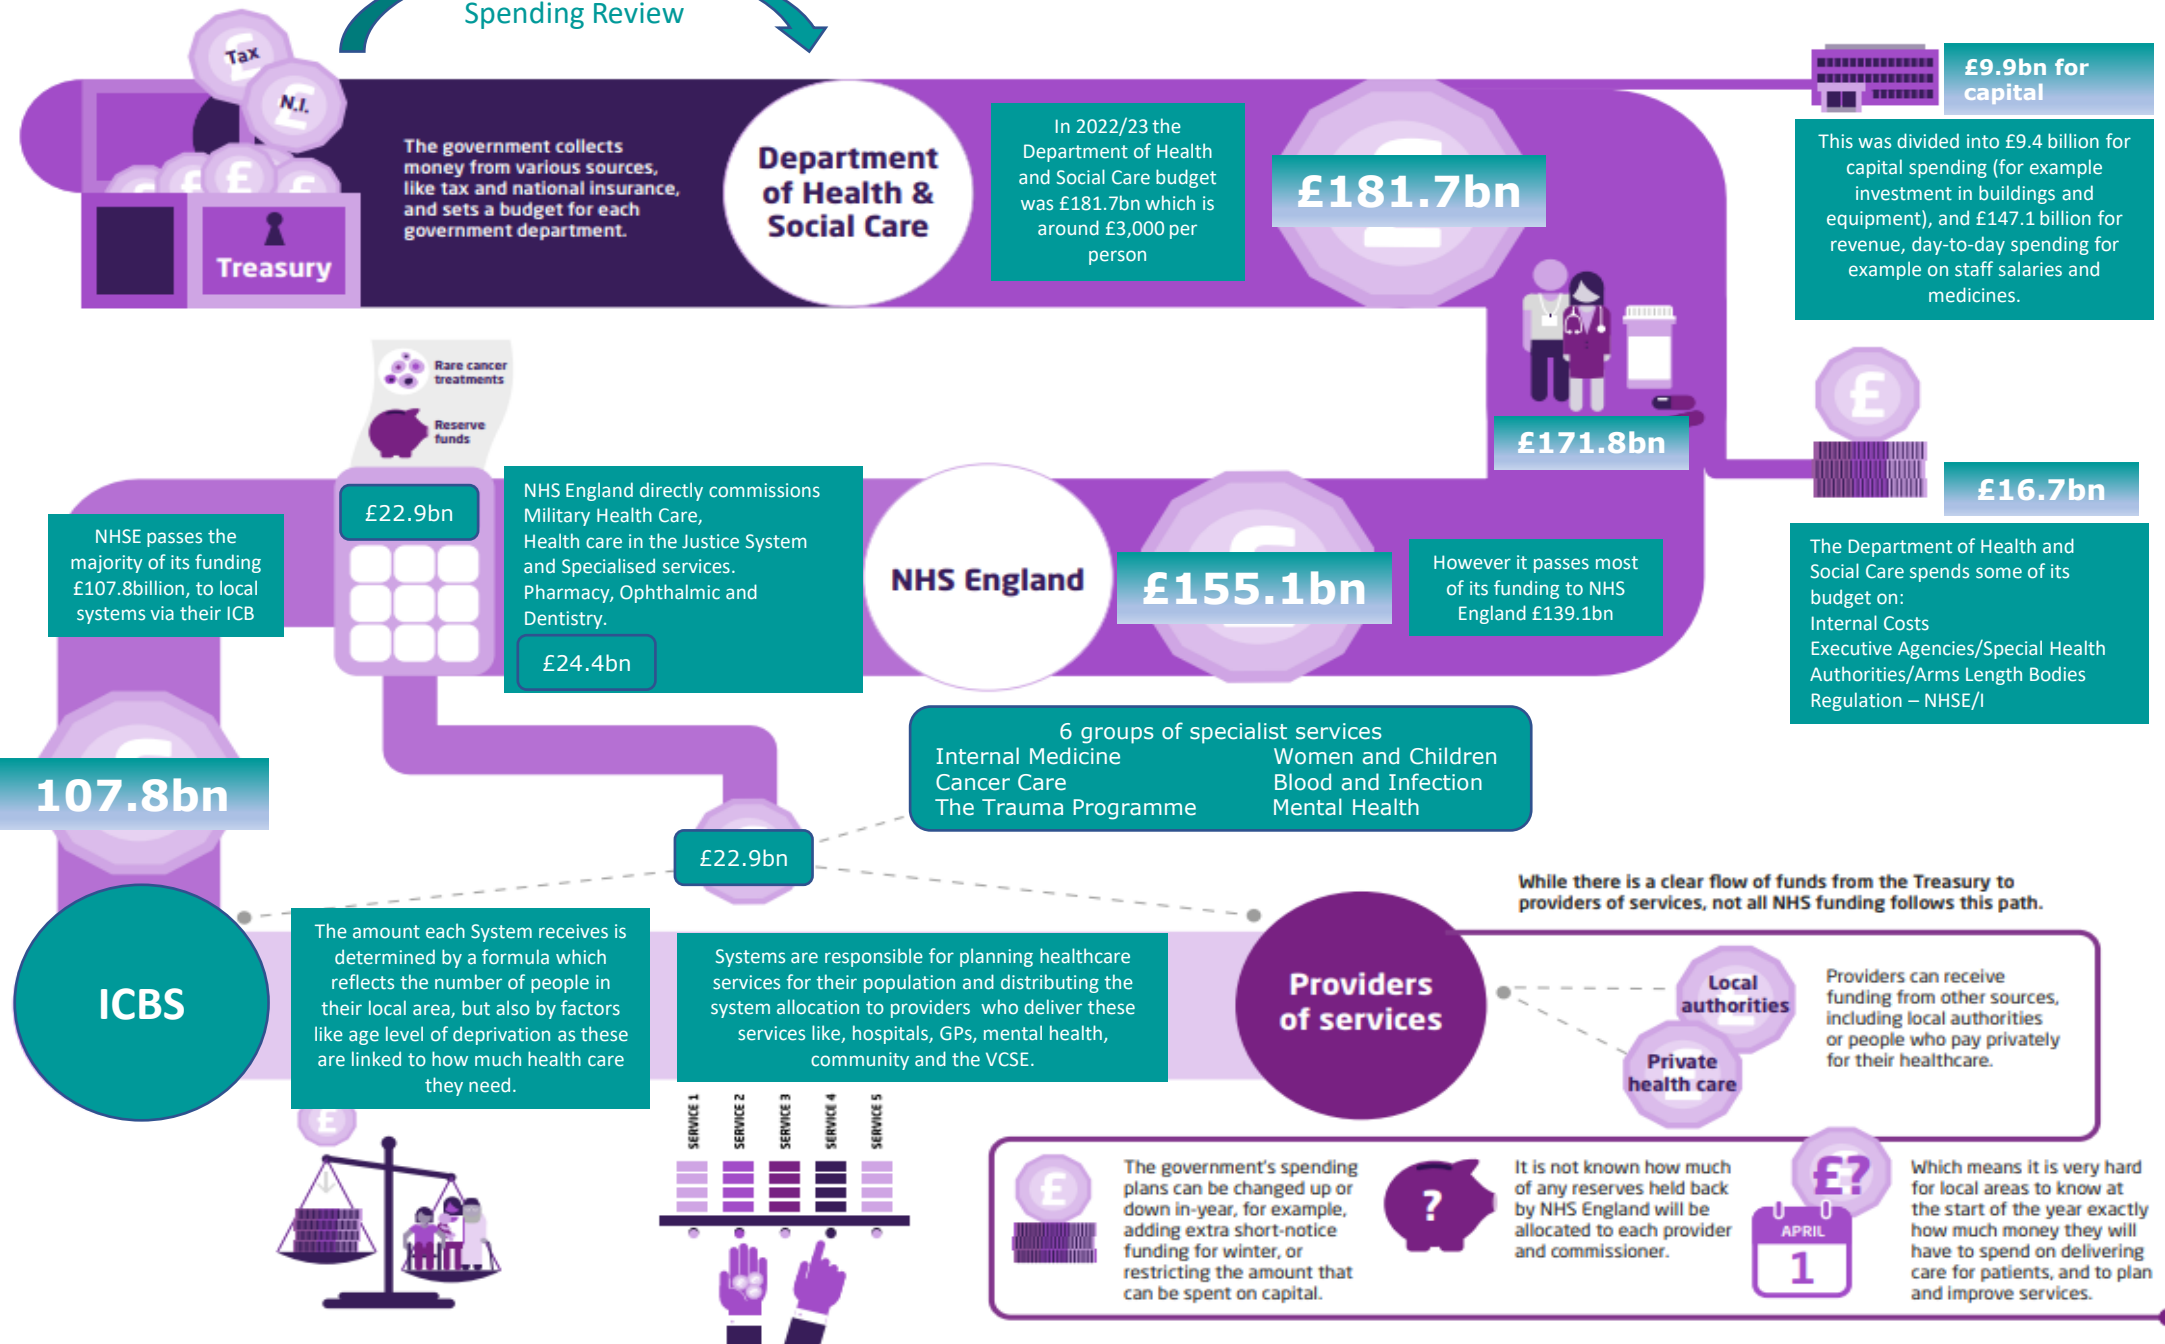 Spending Review
Tax
N.I.
Treasury
The government collects
money from various sources,
like tax and national insurance,
and sets a budget for each
government department.
Department
of Health &
Social Care
In 2022/23 the
Department of Health
and Social Care budget
was £181.7bn which is
around £3,000 per
person
£181.7bn
£9.9bn for
capital
This was divided into £9.4 billion for
capital spending (for example
investment in buildings and
equipment), and £147.1 billion for
revenue, day-to-day spending for
example on staff salaries and
medicines.
£171.8bn
£16.7bn
The Department of Health and
Social Care spends some of its
budget on:
Internal Costs
Executive Agencies/Special Health
Authorities/Arms Length Bodies
Regulation – NHSE/I
However it passes most
of its funding to NHS
England £139.1bn
£155.1bn
NHS England
Rare cancer
treatments
Reserve
funds
£22.9bn
NHS England directly commissions
Military Health Care,
Health care in the Justice System
and Specialised services.
Pharmacy, Ophthalmic and
Dentistry.
£24.4bn
NHSE passes the
majority of its funding
£107.8billion, to local
systems via their ICB
107.8bn
6 groups of specialist services
Internal Medicine Women and Children
Cancer Care Blood and Infection
The Trauma Programme Mental Health
£22.9bn
ICBS
The amount each System receives is
determined by a formula which
reflects the number of people in
their local area, but also by factors
like age level of deprivation as these
are linked to how much health care
they need.
Systems are responsible for planning healthcare
services for their population and distributing the
system allocation to providers who deliver these
services like, hospitals, GPs, mental health,
community and the VCSE.
SERVICE 1
SERVICE 2
SERVICE 3
SERVICE 4
SERVICE 5
Providers
of services
While there is a clear flow of funds from the Treasury to
providers of services, not all NHS funding follows this path.
Local
authorities
Private
health care
Providers can receive
funding from other sources,
including local authorities
or people who pay privately
for their healthcare.
£
The government's spending
plans can be changed up or
down in-year, for example,
adding extra short-notice
funding for winter, or
restricting the amount that
can be spent on capital.
?
It is not known how much
of any reserves held back
by NHS England will be
allocated to each provider
and commissioner.
£?
APRIL
1
Which means it is very hard
for local areas to know at
the start of the year exactly
how much money they will
have to spend on delivering
care for patients, and to plan
and improve services.